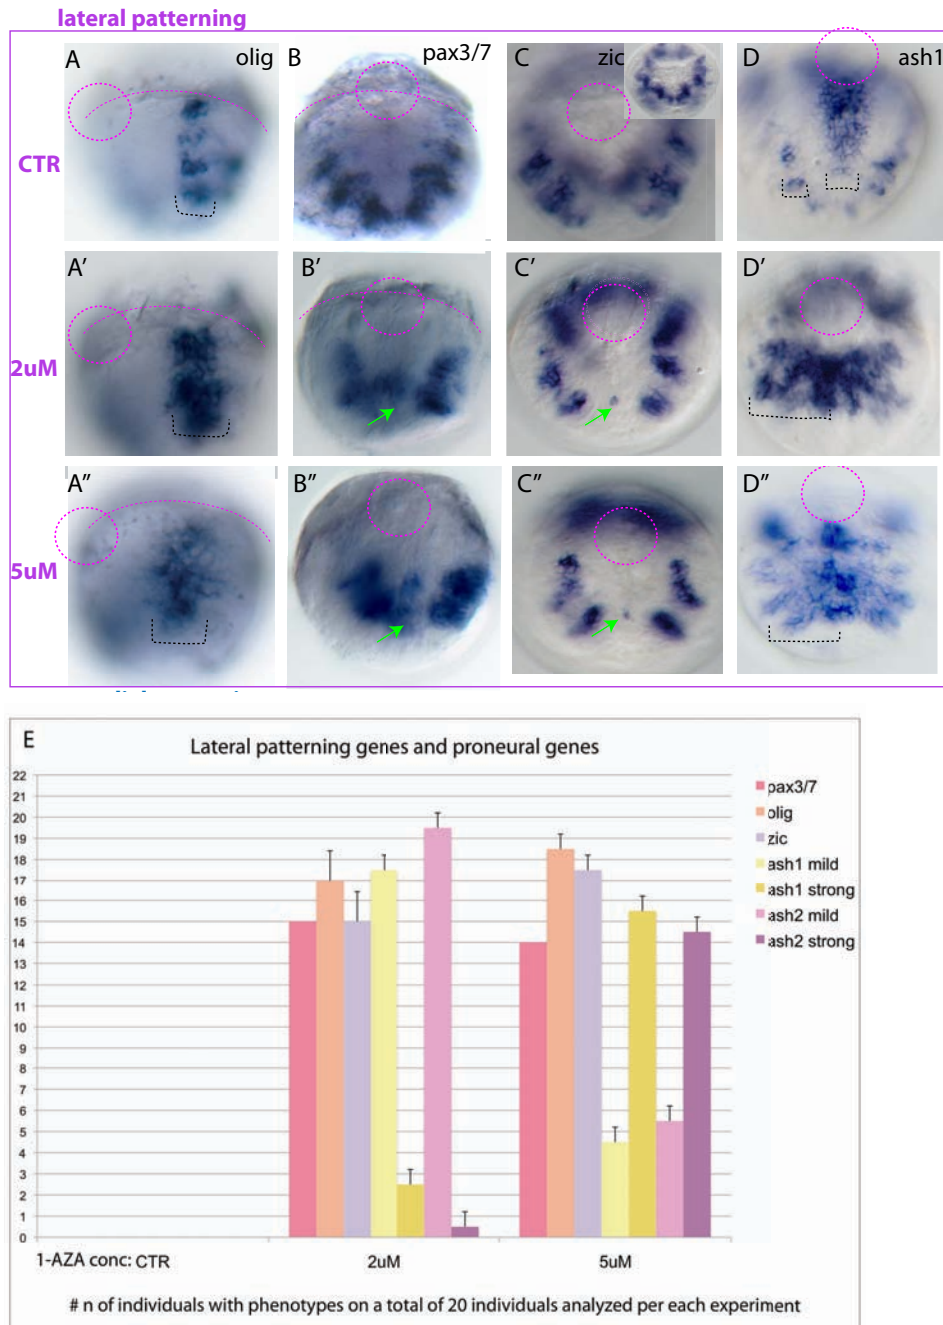 lateral patterning
A olig B pax3/7 C zic D ash1
CTR
A' B' C' D'
2uM
A" B" C" D"
5uM
E
Lateral patterning genes and proneural genes
22
21
20
19
18
17
16
15
14
13
12
11
10
9
8
7
6
5
4
3
2
1
0
pax3/7
olig
zic
ash1 mild
ash1 strong
ash2 mild
ash2 strong
1-AZA conc: CTR 2uM 5uM
# n of individuals with phenotypes on a total of 20 individuals analyzed per each experiment